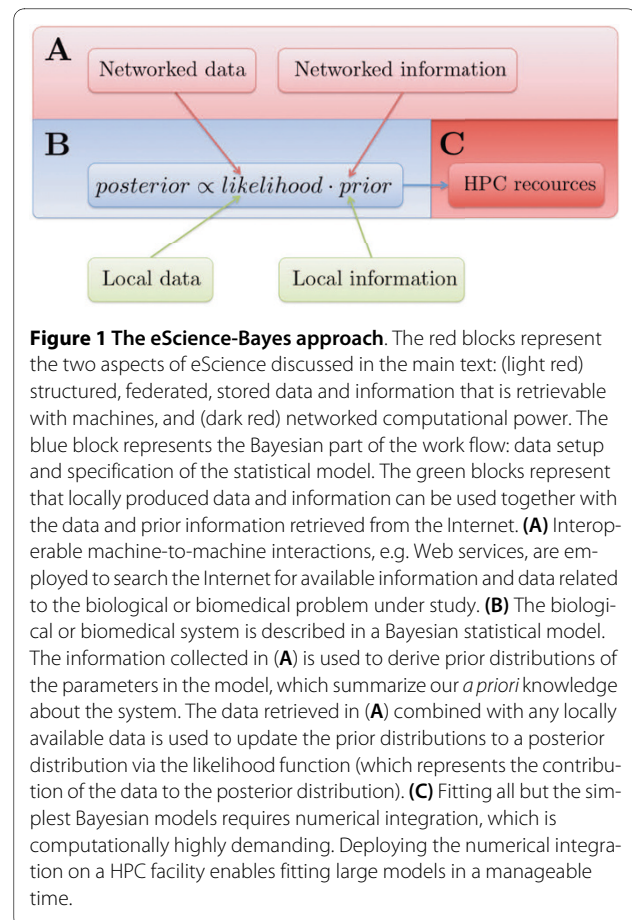 A
Networked data
Networked information
B
C
posterior ∝ likelihood · prior
HPC recources
Local data
Local information
Figure 1 The eScience-Bayes approach. The red blocks represent
the two aspects of eScience discussed in the main text: (light red)
structured, federated, stored data and information that is retrievable
with machines, and (dark red) networked computational power. The
blue block represents the Bayesian part of the work flow: data setup
and specification of the statistical model. The green blocks represent
that locally produced data and information can be used together with
the data and prior information retrieved from the Internet. (A) Interop-
erable machine-to-machine interactions, e.g. Web services, are em-
ployed to search the Internet for available information and data related
to the biological or biomedical problem under study. (B) The biologi-
cal or biomedical system is described in a Bayesian statistical model.
The information collected in (A) is used to derive prior distributions of
the parameters in the model, which summarize our a priori knowledge
about the system. The data retrieved in (A) combined with any locally
available data is used to update the prior distributions to a posterior
distribution via the likelihood function (which represents the contribu-
tion of the data to the posterior distribution). (C) Fitting all but the sim-
plest Bayesian models requires numerical integration, which is
computationally highly demanding. Deploying the numerical integra-
tion on a HPC facility enables fitting large models in a manageable
time.